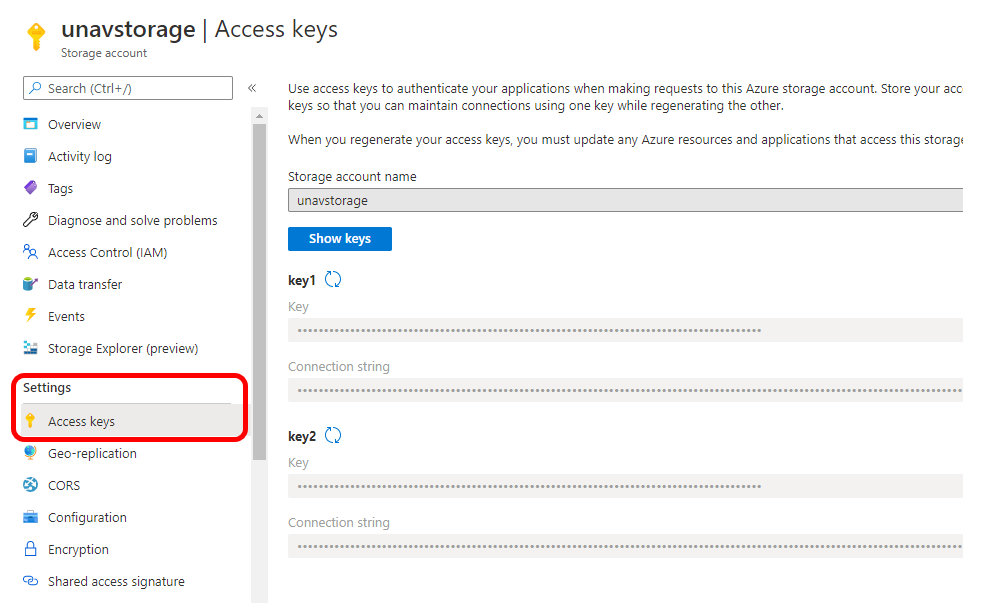 unavstorage | Access keys
Storage account
Search (Ctrl+/)
«
Overview
Activity log
Tags
Diagnose and solve problems
Access Control (IAM)
Data transfer
Events
Storage Explorer (preview)
Settings
Access keys
Geo-replication
CORS
Configuration
Encryption
Shared access signature
Use access keys to authenticate your applications when making requests to this Azure storage account. Store your
keys so that you can maintain connections using one key while regenerating the other.
When you regenerate your access keys, you must update any Azure resources and applications that access this storage
Storage account name
unavstorage
Show keys
key1
Key
Connection string
key2
Key
Connection string